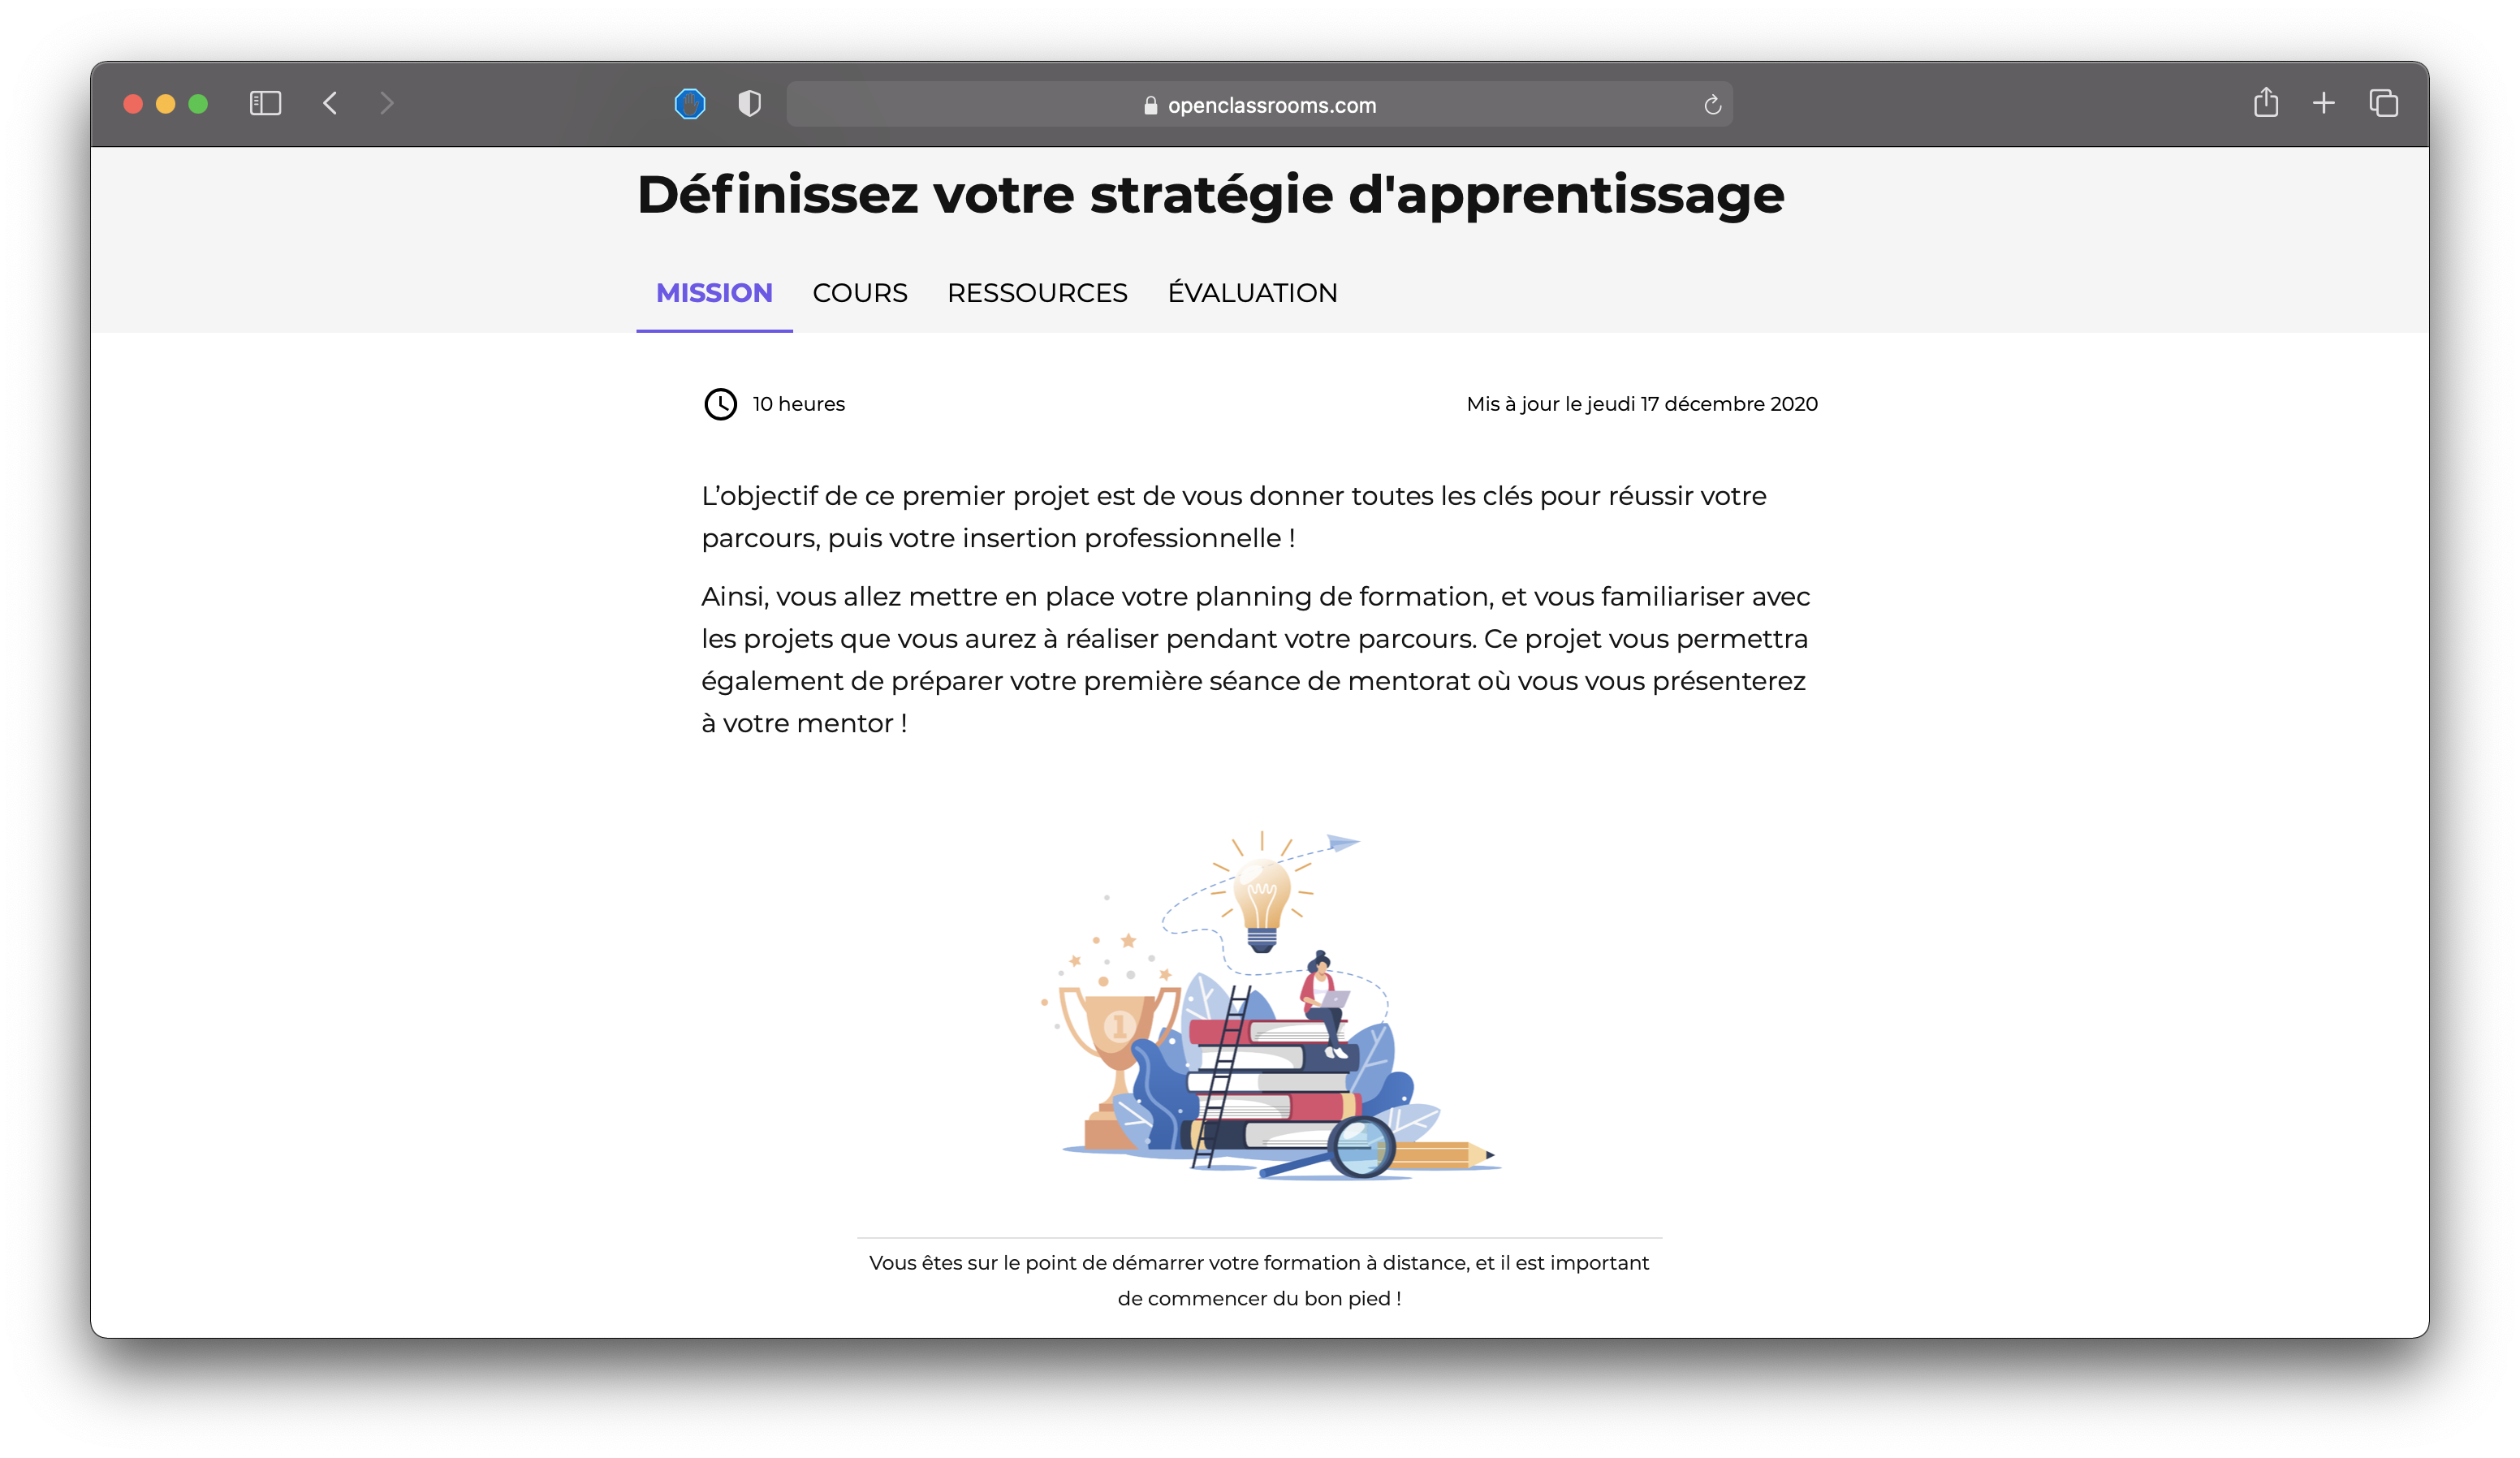 openclassrooms.com
Définissez votre stratégie d'apprentissage
MISSION COURS RESSOURCES ÉVALUATION
10 heures Mis à jour le jeudi 17 décembre 2020
L’objectif de ce premier projet est de vous donner toutes les clés pour réussir votre
parcours, puis votre insertion professionnelle !
Ainsi, vous allez mettre en place votre planning de formation, et vous familiariser avec
les projets que vous aurez à réaliser pendant votre parcours. Ce projet vous permettra
également de préparer votre première séance de mentorat où vous vous présenterez
à votre mentor !
1
Vous êtes sur le point de démarrer votre formation à distance, et il est important
de commencer du bon pied !